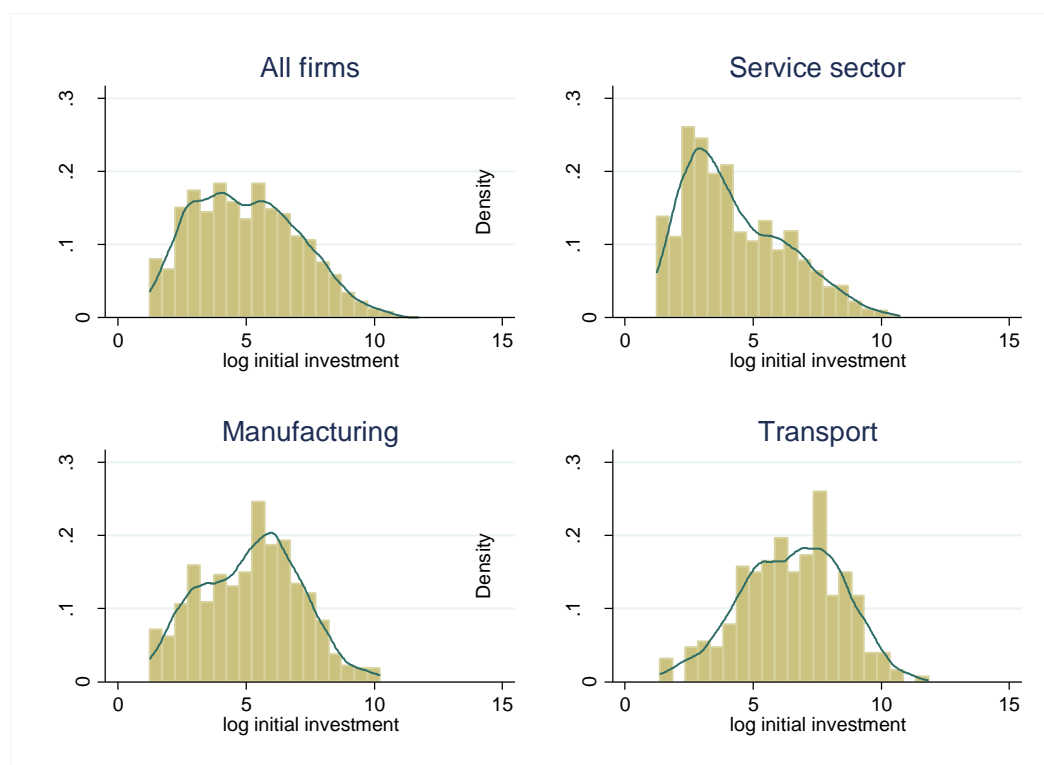 All firms
.3
.2
.1
0
0 5 10 15
log initial investment
Service sector
Density
.3
.2
.1
0
0 5 10 15
log initial investment
Manufacturing
.3
.2
.1
0
0 5 10 15
log initial investment
Transport
Density
.3
.2
.1
0
0 5 10 15
log initial investment